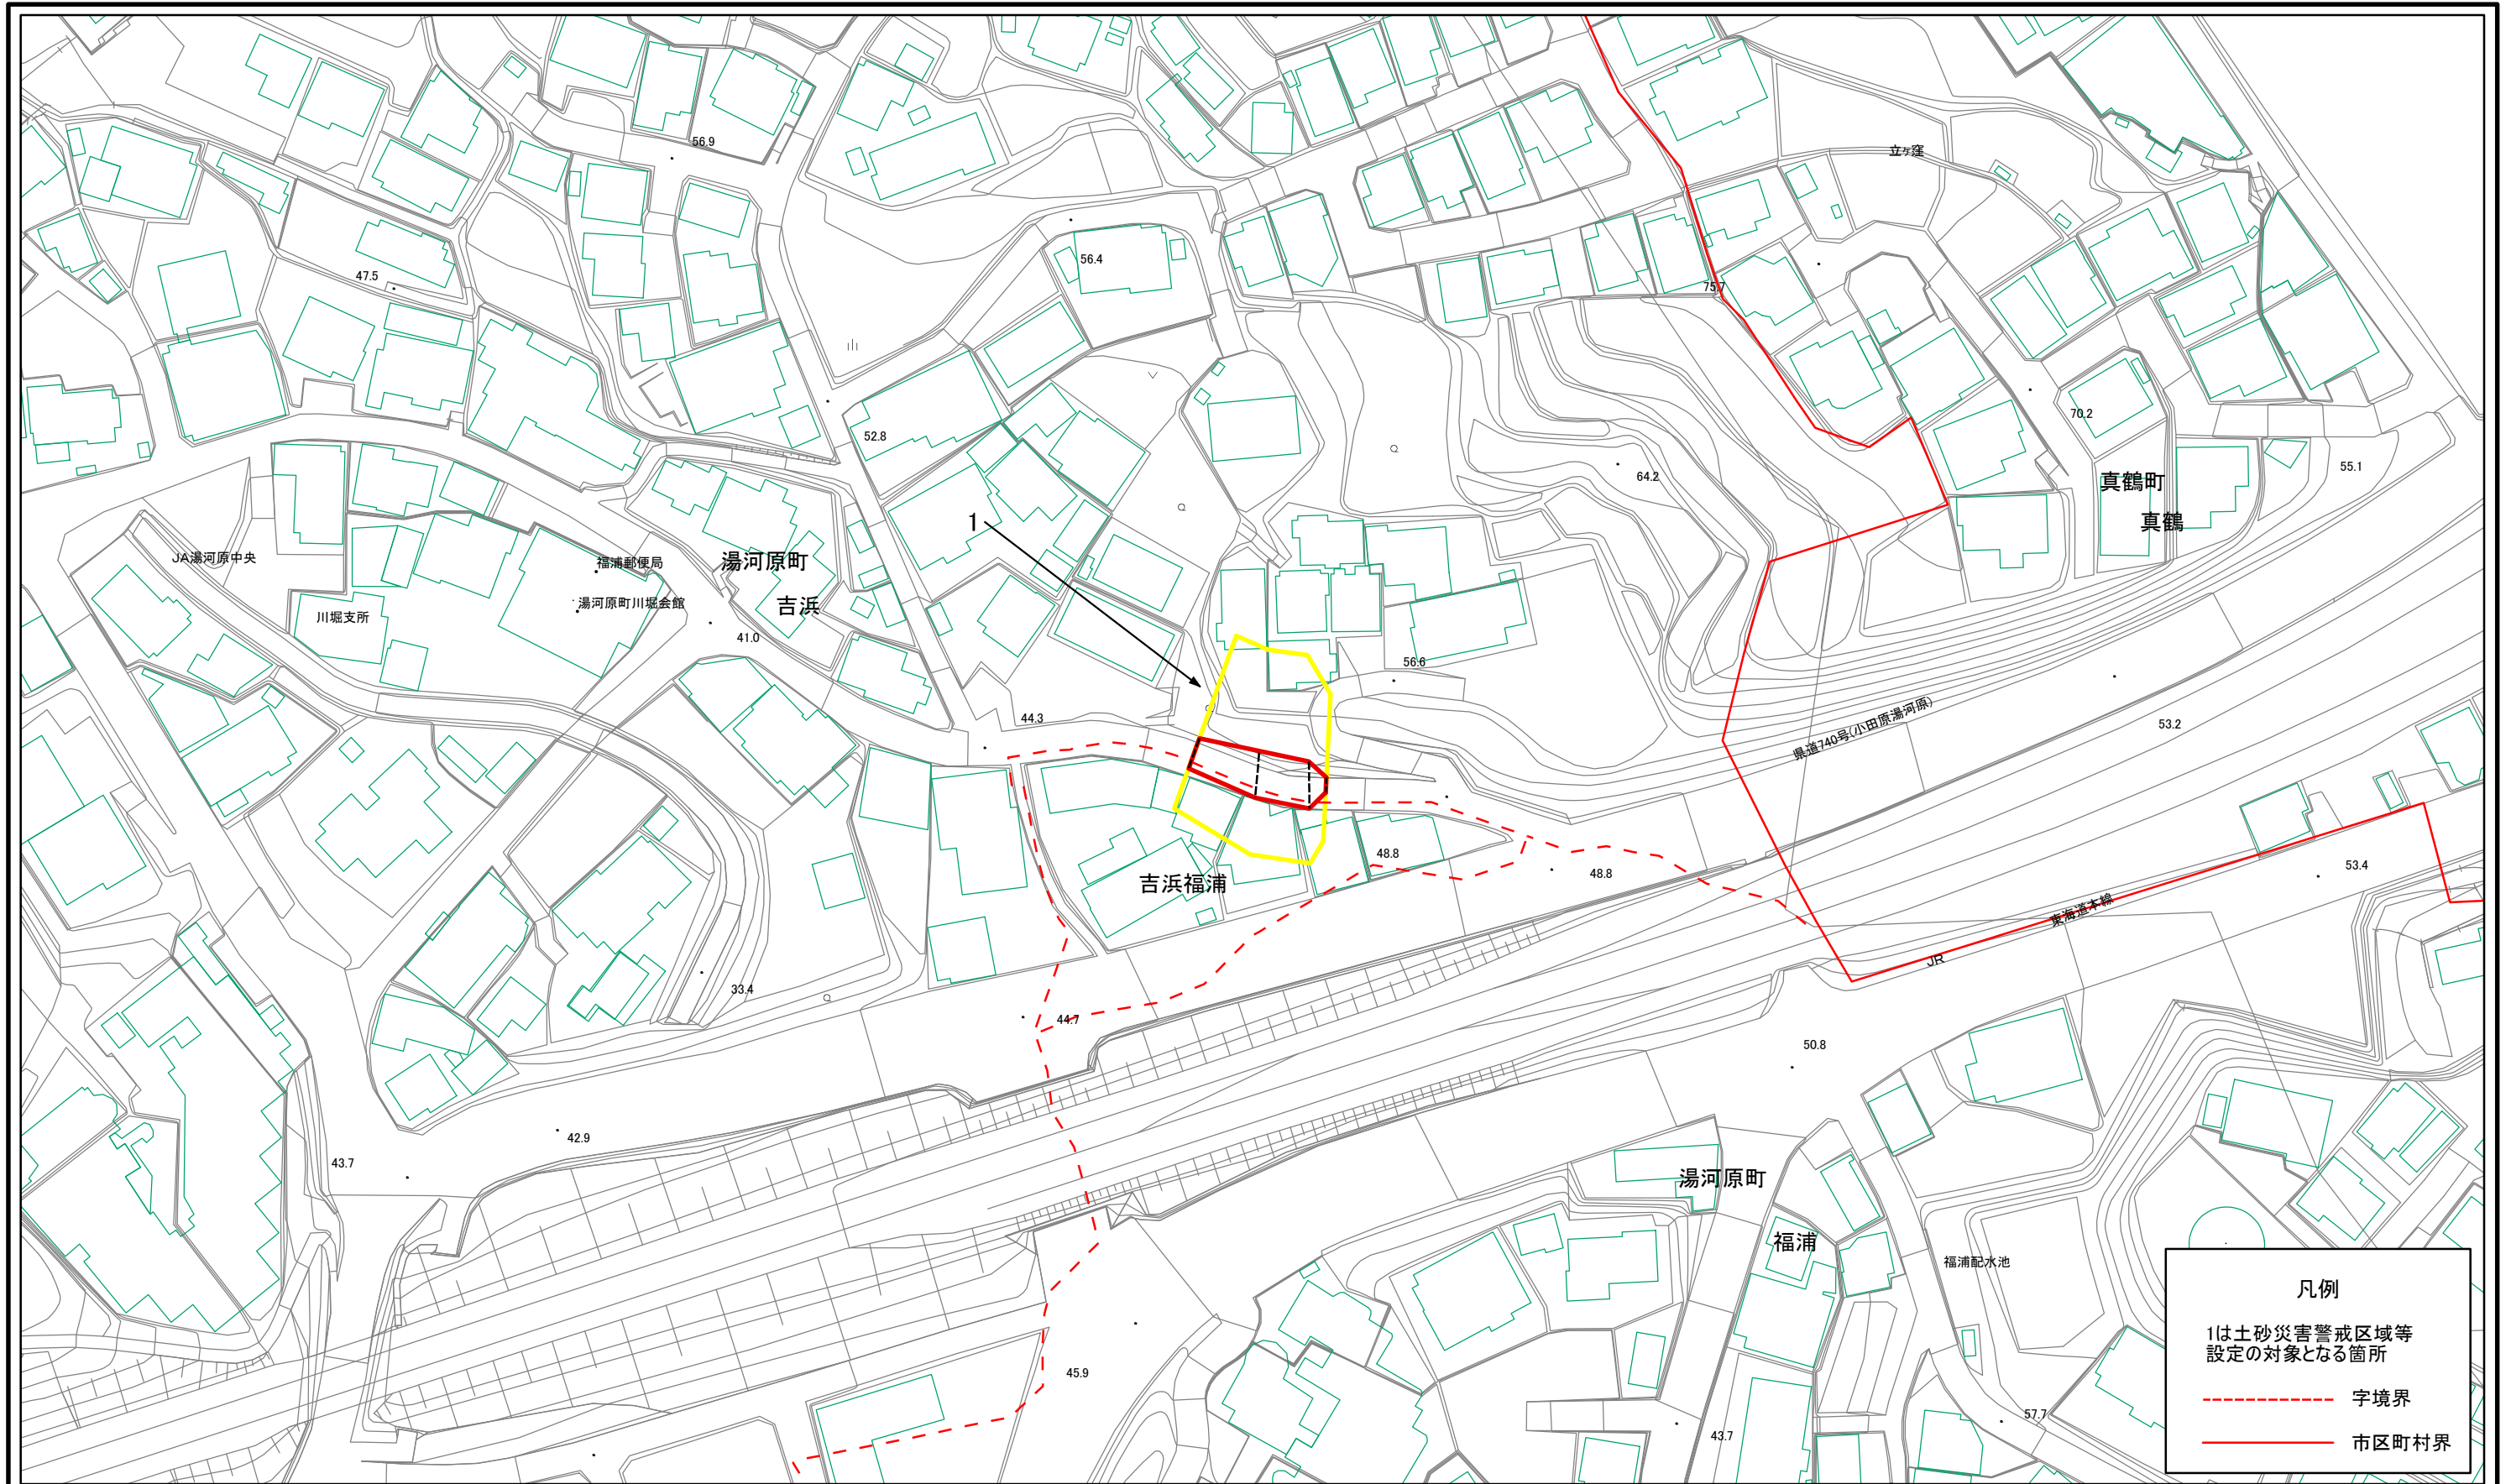 56.9
立ヶ窪
56.4
47.5
75.7
52.8
70.2
55.1
64.2
真鶴町
真鶴
1
JA湯河原中央
福浦郵便局
湯河原町
湯河原町川堀会館
吉浜
川堀支所
41.0
56.6
44.3
53.2
県道740号(小田原湯河原)
48.8
48.8
53.4
吉浜福浦
東海道本線
JR
33.4
44.7
50.8
42.9
43.7
湯河原町
福浦
福浦配水池
45.9
57.7
43.7
凡例
1は土砂災害警戒区域等
設定の対象となる箇所
字境界
市区町村界